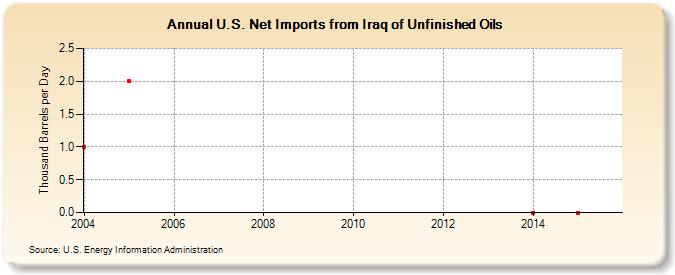 Annual U.S. Net Imports from Iraq of Unfinished Oils
Thousand Barrels per Day
2.5
2.0
1.5
1.0
0.5
0.0
2004 2006 2008 2010 2012 2014
Source: U.S. Energy Information Administration